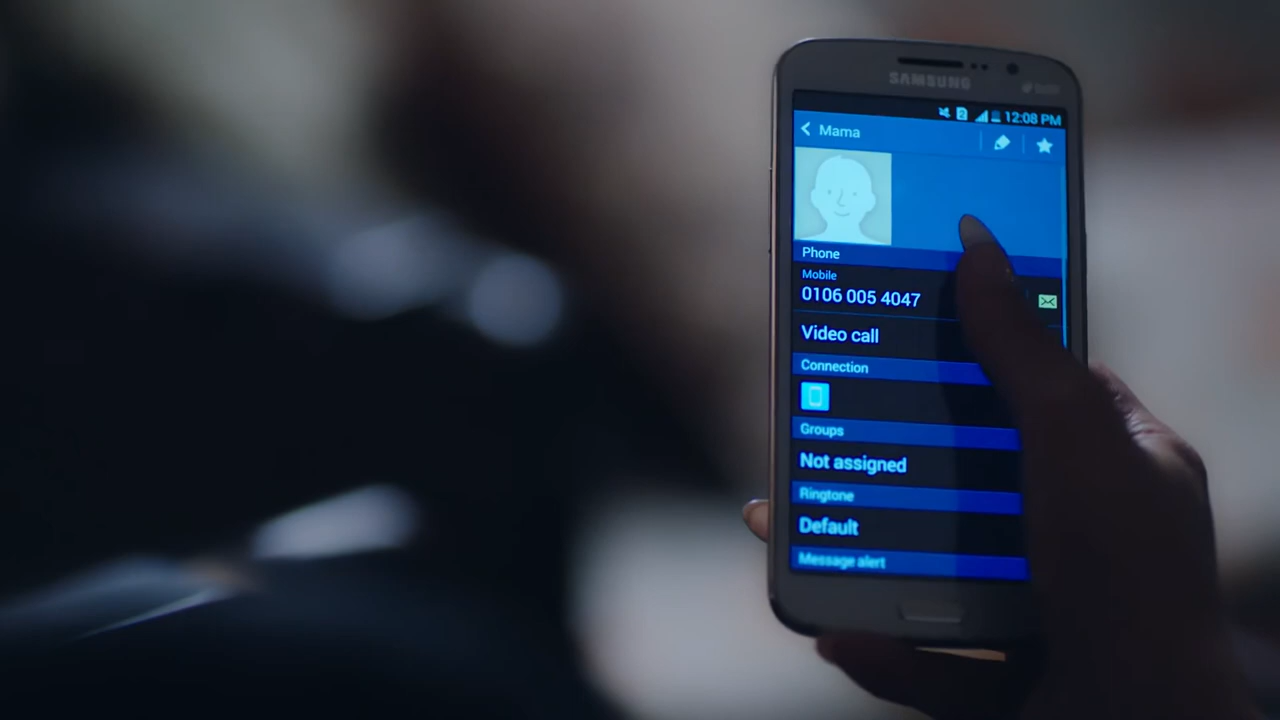 SAMSUNG
12:08 PM
Mama
Phone
Mobile
0106 005 4047
Video call
Connection
Groups
Not assigned
Ringtone
Default
Message alert